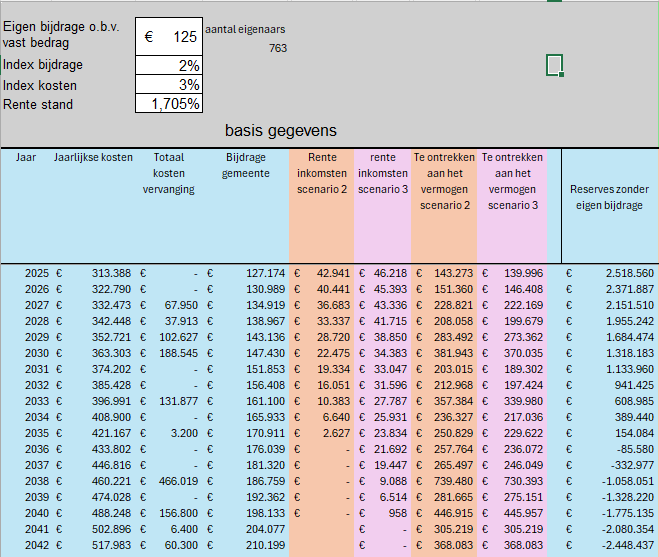 Eigen bijdrage o.b.v. vast bedrag € 125 aantal eigenaars
763
Index bijdrage 2%
Index kosten 3%
Rente stand 1,705%
basis gegevens
Jaar Jaarlijkse kosten Totaal kosten vervanging Bijdrage gemeente Rente inkomsten scenario 2 rente inkomsten scenario 3 Te ontrekken aan het vermogen scenario 2 Te ontrekken aan het vermogen scenario 3 Reserves zonder eigen bijdrage
2025 € 313.388 € - € 127.174 € 42.941 € 46.218 € 143.273 € 139.996 € 2.518.560
2026 € 322.790 € - € 130.989 € 40.441 € 45.393 € 151.360 € 146.408 € 2.371.887
2027 € 332.473 € 67.950 € 134.919 € 36.683 € 43.336 € 228.821 € 222.169 € 2.151.510
2028 € 342.448 € 37.913 € 138.967 € 33.337 € 41.715 € 208.058 € 199.679 € 1.955.242
2029 € 352.721 € 102.627 € 143.136 € 28.720 € 38.850 € 283.492 € 273.362 € 1.684.474
2030 € 363.303 € 188.545 € 147.430 € 22.475 € 34.383 € 381.943 € 370.035 € 1.318.183
2031 € 374.202 € - € 151.853 € 19.334 € 33.047 € 203.015 € 189.302 € 1.133.960
2032 € 385.428 € - € 156.408 € 16.051 € 31.596 € 212.968 € 197.424 € 941.425
2033 € 396.991 € 131.877 € 161.100 € 10.383 € 27.787 € 357.384 € 339.980 € 608.985
2034 € 408.900 € - € 165.933 € 6.640 € 25.931 € 236.327 € 217.036 € 389.440
2035 € 421.167 € 3.200 € 170.911 € 2.627 € 23.834 € 250.829 € 229.622 € 154.084
2036 € 433.802 € - € 176.039 € - € 21.692 € 257.764 € 236.072 € -85.580
2037 € 446.816 € - € 181.320 € - € 19.447 € 265.497 € 246.049 € -332.977
2038 € 460.221 € 466.019 € 186.759 € - € 9.088 € 739.480 € 730.393 € -1.058.051
2039 € 474.028 € - € 192.362 € - € 6.514 € 281.665 € 275.151 € -1.328.220
2040 € 488.248 € 156.800 € 198.133 € - € 958 € 446.915 € 445.957 € -1.775.135
2041 € 502.896 € 6.400 € 204.077 € - € 305.219 € 305.219 € -2.080.354
2042 € 517.983 € 60.300 € 210.199 € - € 368.083 € 368.083 € -2.448.437